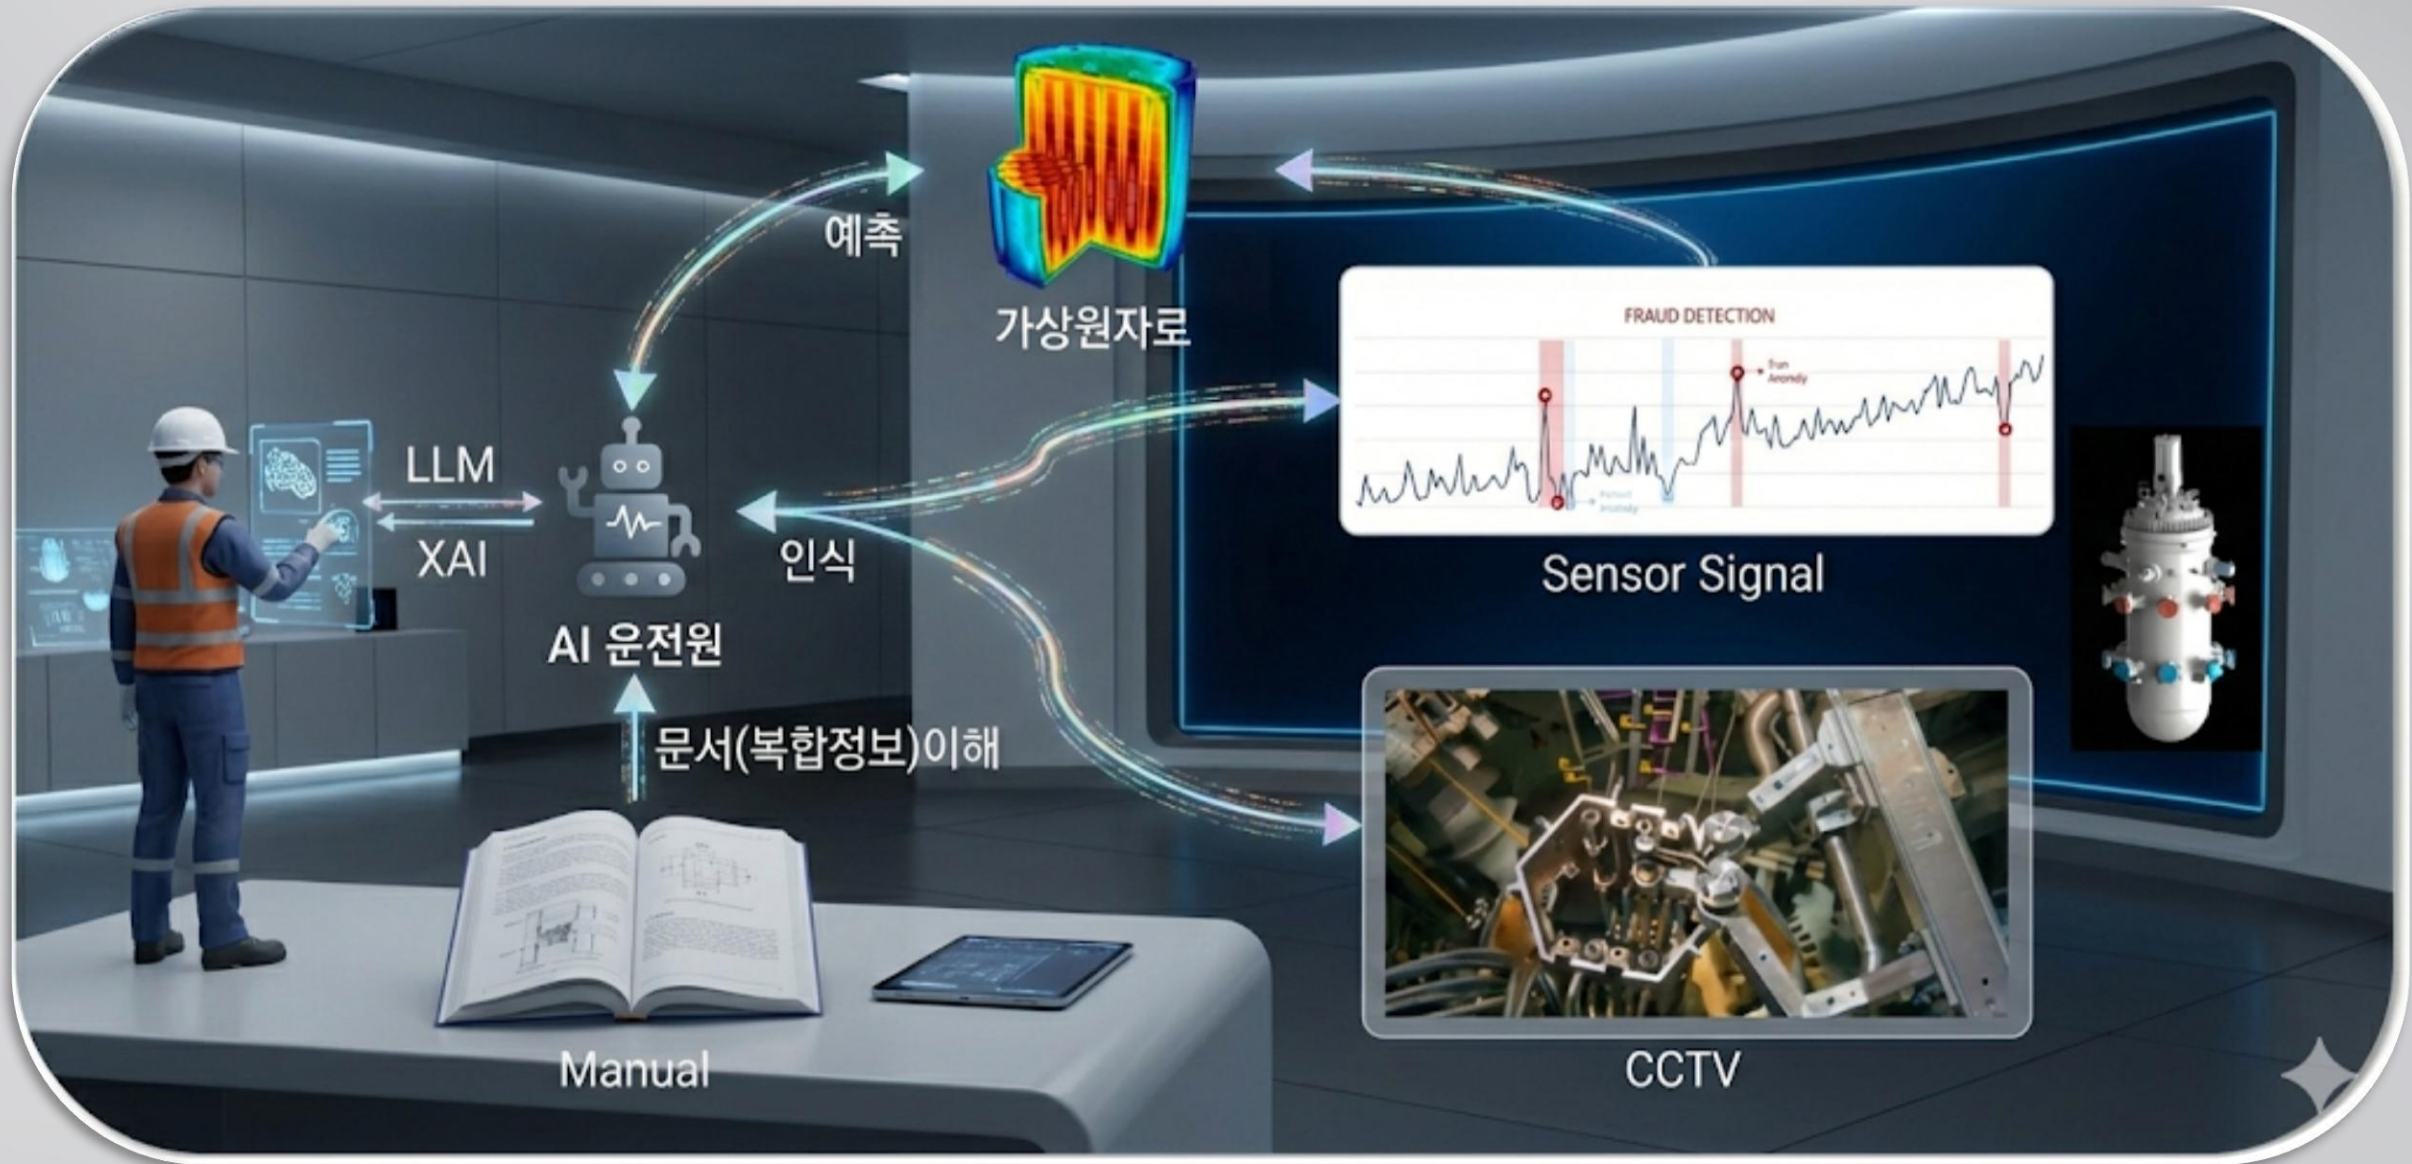 예측
가상원자로
FRAUD DETECTION
LLM
XAI
인식
Sensor Signal
AI 운전원
문서(복합정보)이해
Manual
CCTV